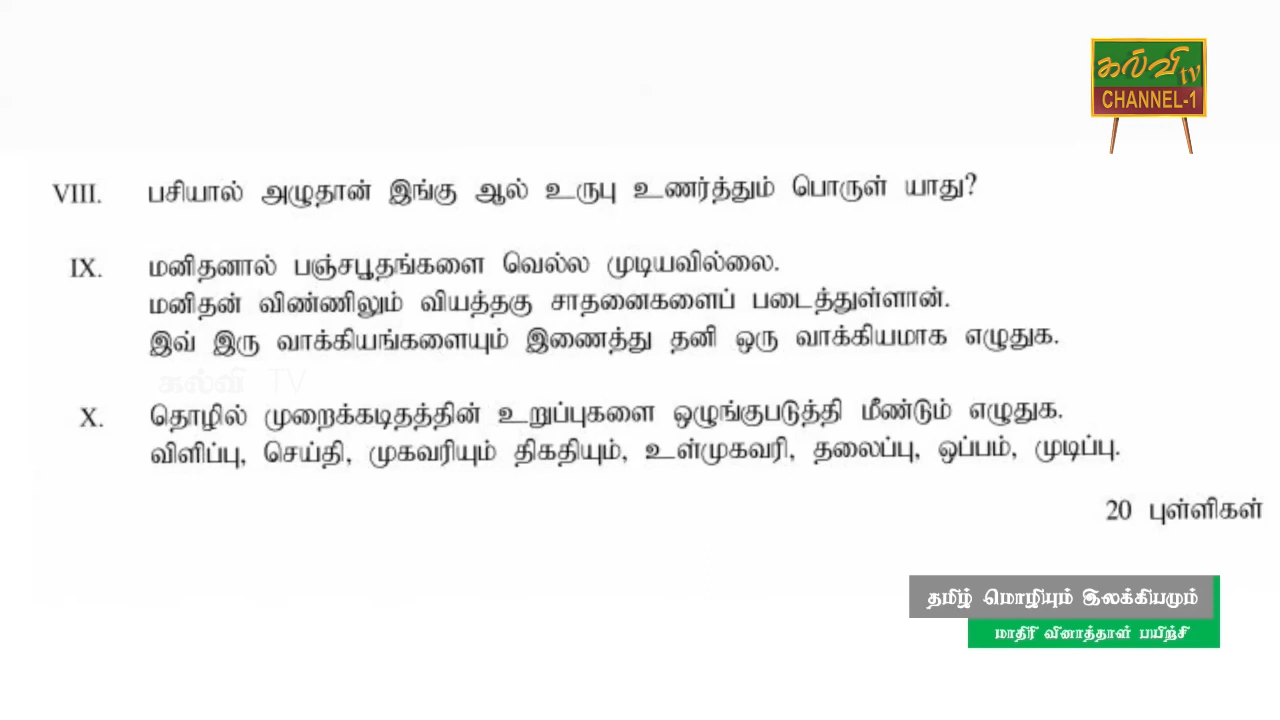 கல்வி tv
CHANNEL-1
VIII. பசியால் அழுதான் இங்கு ஆல் உருபு உணர்த்தும் பொருள் யாது?
IX. மனிதனால் பஞ்சபூதங்களை வெல்ல முடியவில்லை.
மனிதன் விண்ணிலும் வியத்தகு சாதனைகளைப் படைத்துள்ளான்.
இவ் இரு வாக்கியங்களையும் இணைத்து தனி ஒரு வாக்கியமாக எழுதுக.
கல்வி TV
X. தொழில் முறைக்கடிதத்தின் உறுப்புகளை ஒழுங்குபடுத்தி மீண்டும் எழுதுக.
விளிப்பு, செய்தி, முகவரியும் திகதியும், உள்முகவரி, தலைப்பு, ஒப்பம், முடிப்பு.
20 புள்ளிகள்
தமிழ் மொழியும் இலக்கியமும்
மாதிரி வினாத்தாள் பயிற்சி